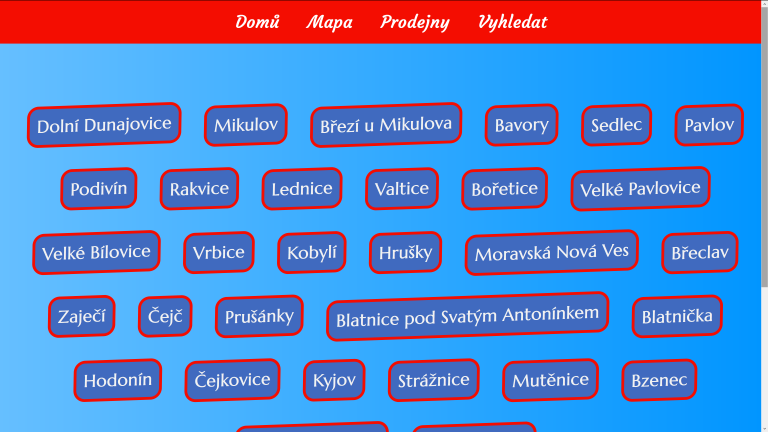 Domů Mapa Prodejny Vyhledat
Dolní Dunajovice Mikulov Březí u Mikulova Bavory Sedlec Pavlov
Podivín Rakvice Lednice Valtice Bořetice Velké Pavlovice
Velké Bílovice Vrbice Kobylí Hrušky Moravská Nová Ves Břeclav
Zaječí Čejč Prušánky Blatnice pod Svatým Antonínkem Blatnička
Hodonín Čejkovice Kyjov Strážnice Mutěnice Bzenec